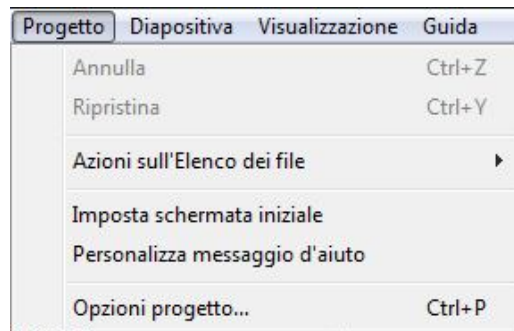 Progetto Diapositiva Visualizzazione Guida
Annulla Ctrl+Z
Ripristina Ctrl+Y
Azioni sull'Elenco dei file
Imposta schermata iniziale
Personalizza messaggio d'aiuto
Opzioni progetto... Ctrl+P